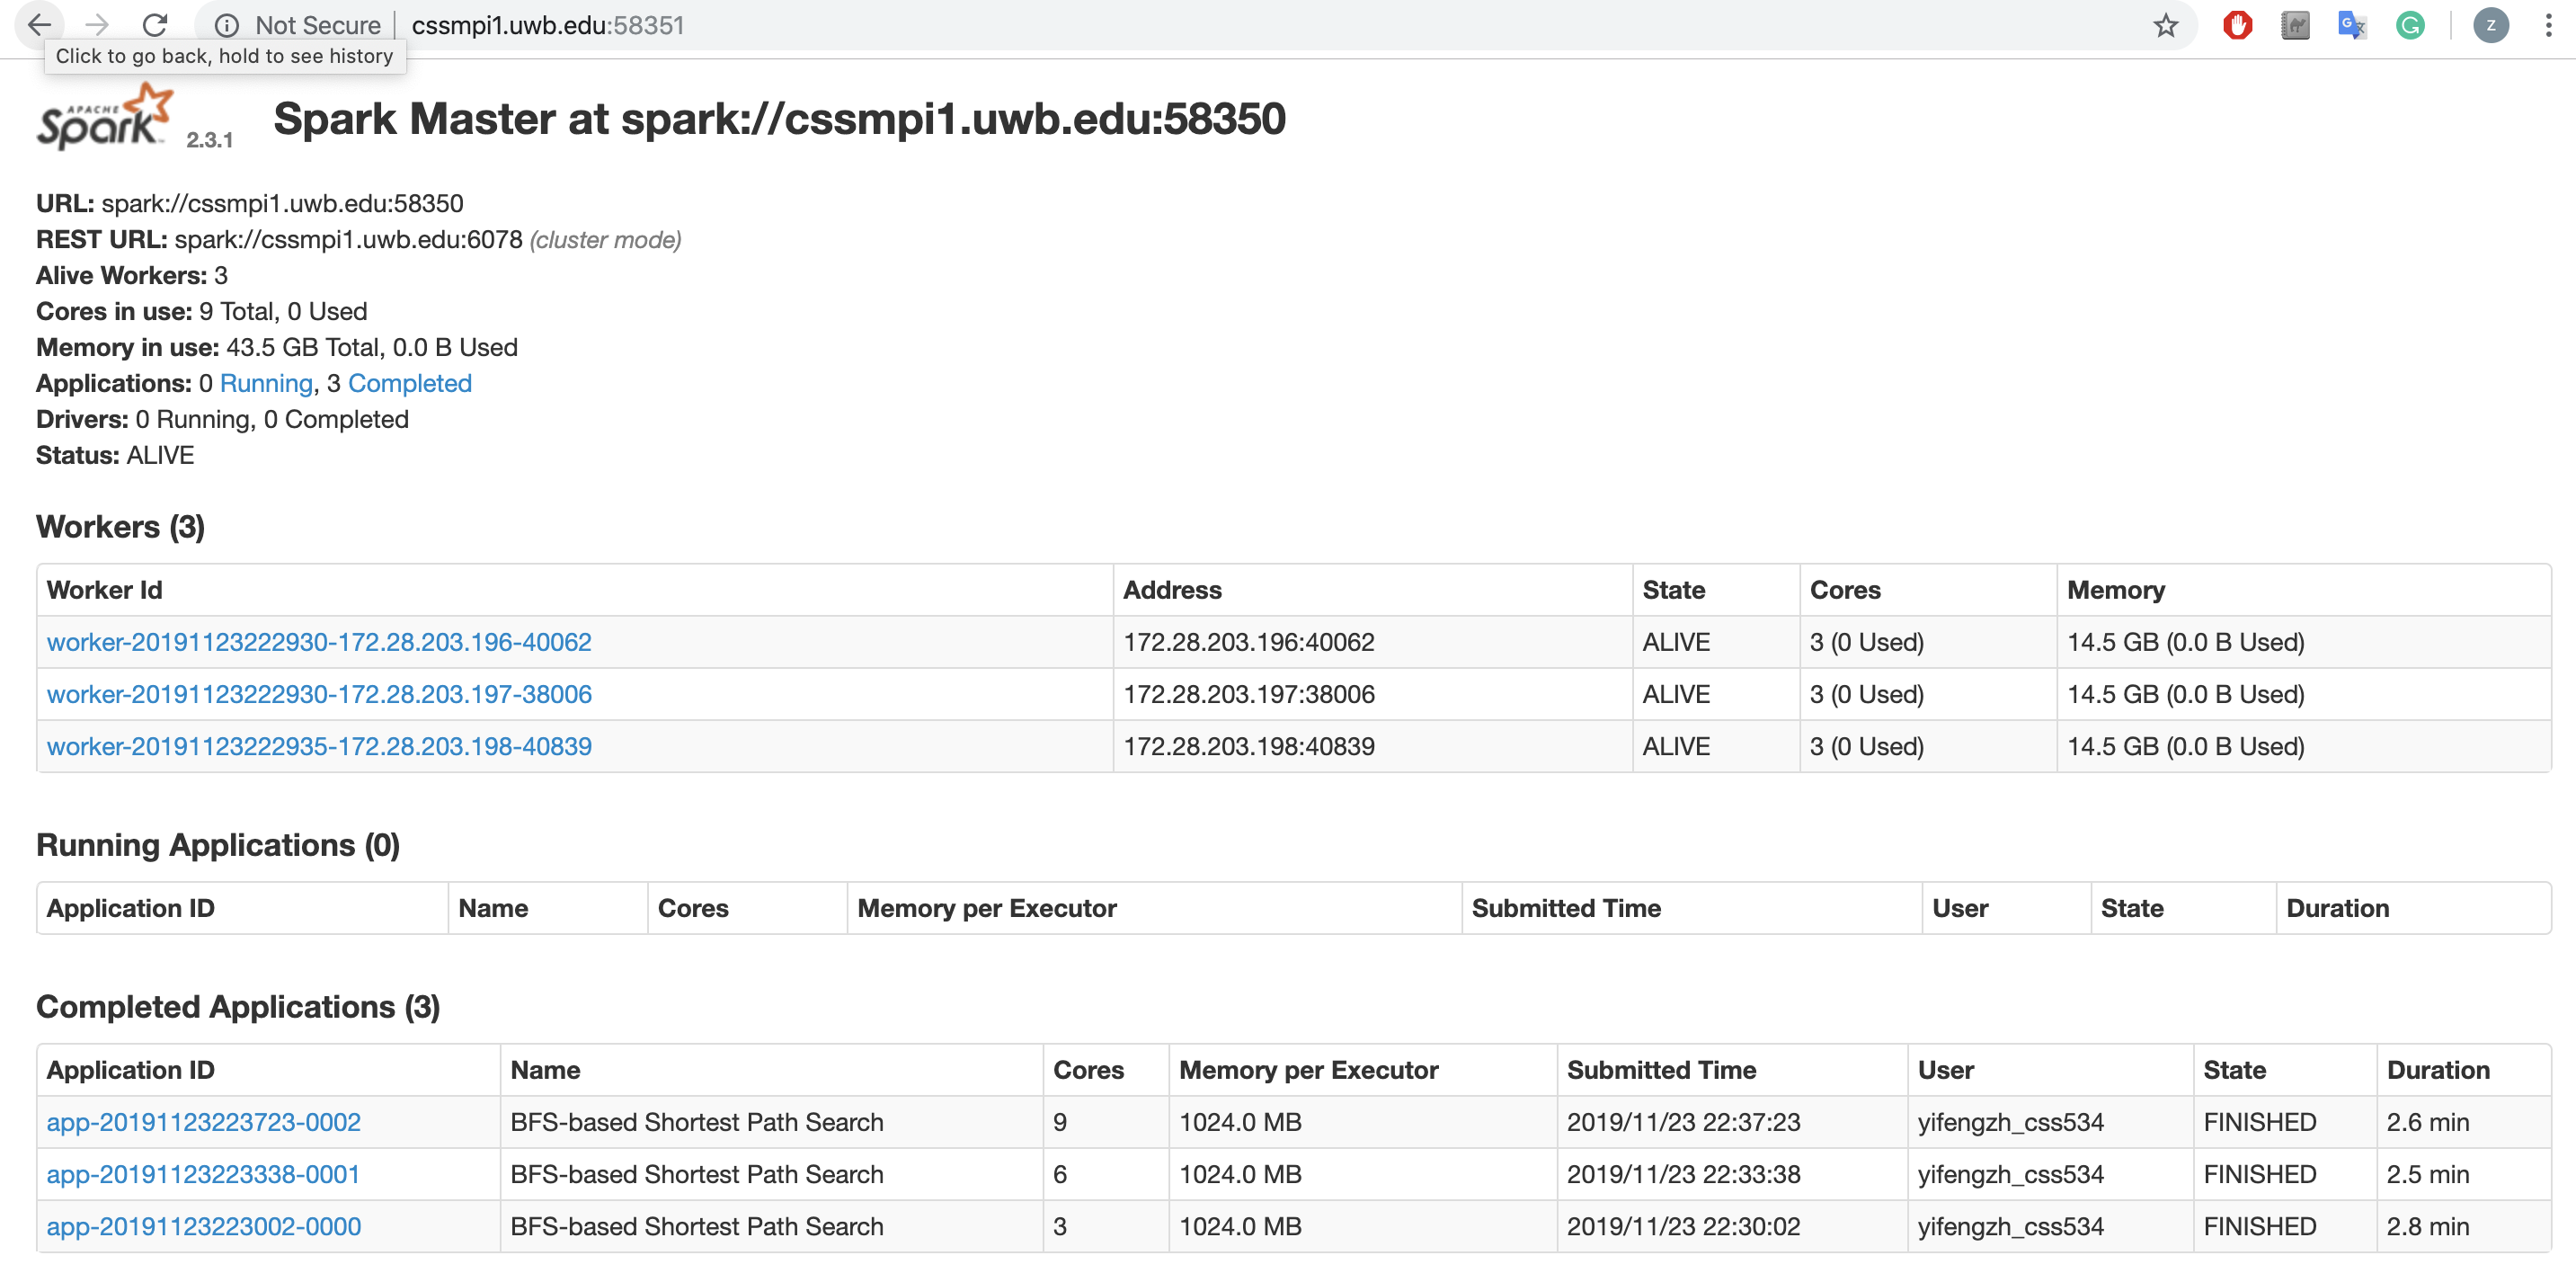 Not Secure | cssmpi1.uwb.edu:58351
Z
Click to go back, hold to see history
APACHE Spark 2.3.1 Spark Master at spark://cssmpi1.uwb.edu:58350
URL: spark://cssmpi1.uwb.edu:58350
REST URL: spark://cssmpi1.uwb.edu:6078 (cluster mode)
Alive Workers: 3
Cores in use: 9 Total, 0 Used
Memory in use: 43.5 GB Total, 0.0 B Used
Applications: 0 Running, 3 Completed
Drivers: 0 Running, 0 Completed
Status: ALIVE
Workers (3)
Worker Id Address State Cores Memory
worker-20191123222930-172.28.203.196-40062 172.28.203.196:40062 ALIVE 3 (0 Used) 14.5 GB (0.0 B Used)
worker-20191123222930-172.28.203.197-38006 172.28.203.197:38006 ALIVE 3 (0 Used) 14.5 GB (0.0 B Used)
worker-20191123222935-172.28.203.198-40839 172.28.203.198:40839 ALIVE 3 (0 Used) 14.5 GB (0.0 B Used)
Running Applications (0)
Application ID Name Cores Memory per Executor Submitted Time User State Duration
Completed Applications (3)
Application ID Name Cores Memory per Executor Submitted Time User State Duration
app-20191123223723-0002 BFS-based Shortest Path Search 9 1024.0 MB 2019/11/23 22:37:23 yifengzh_css534 FINISHED 2.6 min
app-20191123223338-0001 BFS-based Shortest Path Search 6 1024.0 MB 2019/11/23 22:33:38 yifengzh_css534 FINISHED 2.5 min
app-20191123223002-0000 BFS-based Shortest Path Search 3 1024.0 MB 2019/11/23 22:30:02 yifengzh_css534 FINISHED 2.8 min